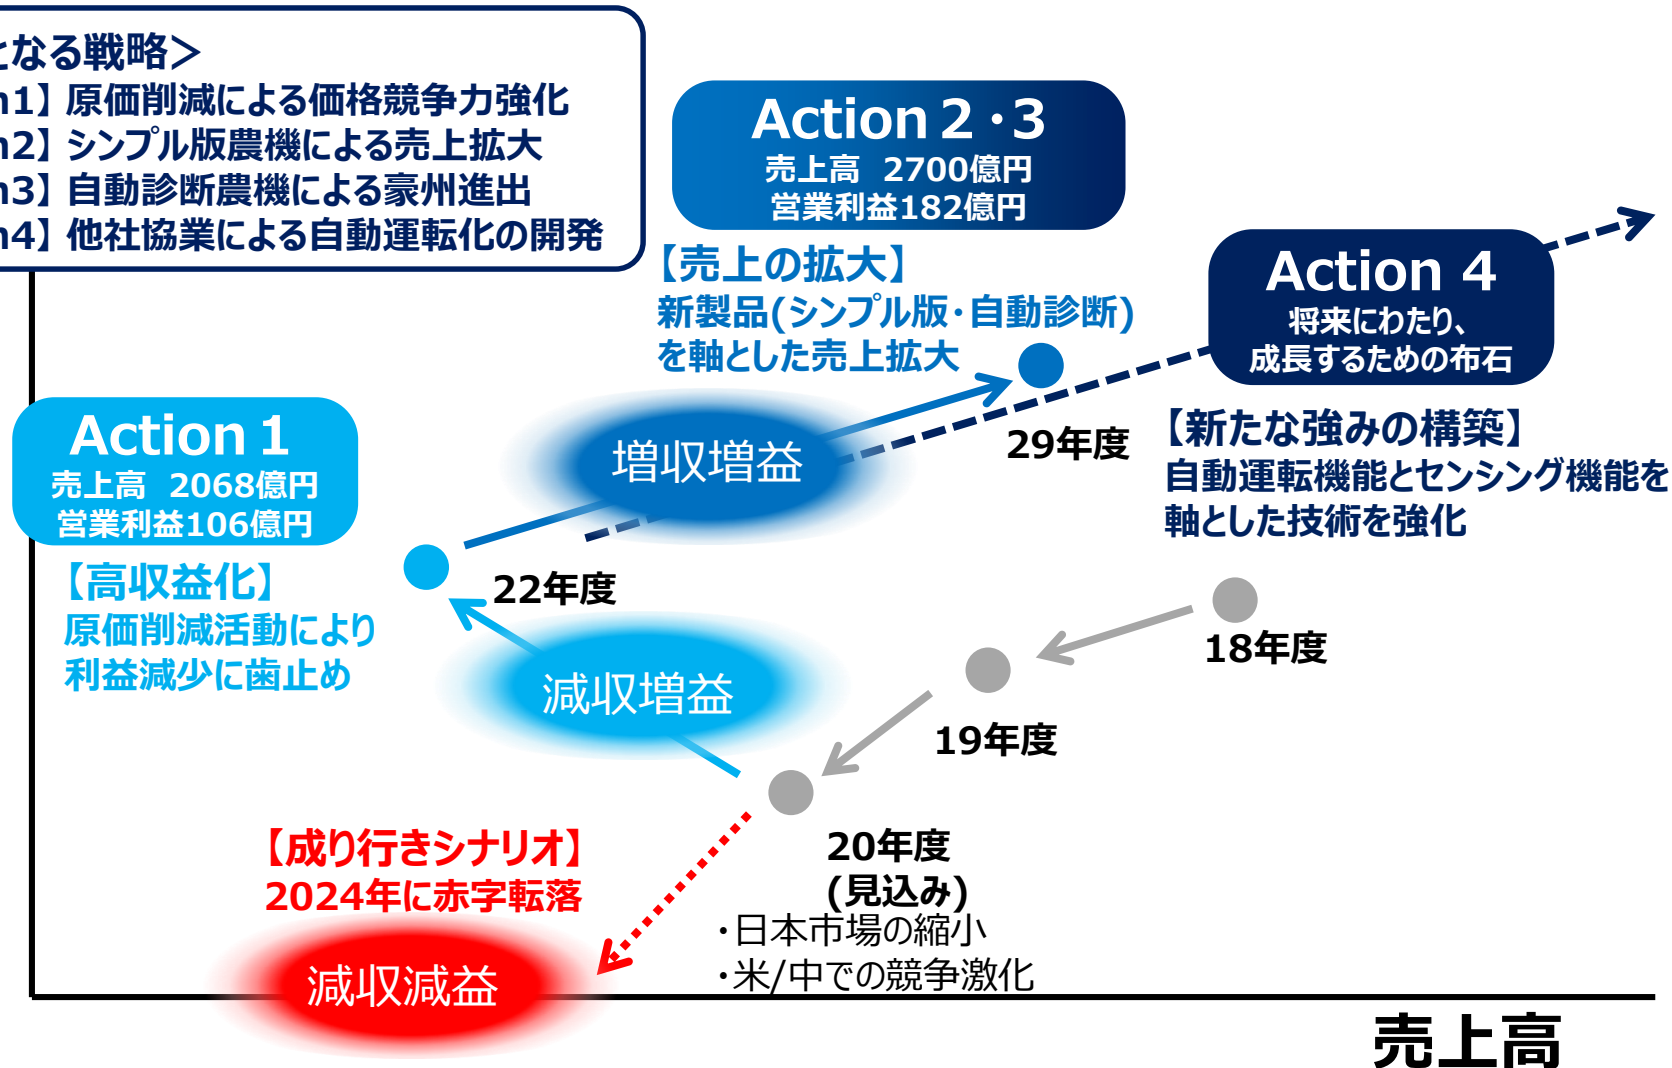 となる戦略＞
n1】原価削減による価格競争力強化
n2】シンプル版農機による売上拡大
n3】自動診断農機による豪州進出
n4】他社協業による自動運転化の開発
Action２・３
売上高 2700億円
営業利益182億円
【売上の拡大】
新製品(シンプル版・自動診断)
を軸とした売上拡大
Action 4
将来にわたり、
成長するための布石
【新たな強みの構築】
自動運転機能とセンシング機能を
軸とした技術を強化
Action１
売上高 2068億円
営業利益106億円
【高収益化】
原価削減活動により
利益減少に歯止め
増収増益
29年度
22年度
減収増益
18年度
19年度
20年度
(見込み)
・日本市場の縮小
・米/中での競争激化
【成り行きシナリオ】
2024年に赤字転落
減収減益
売上高